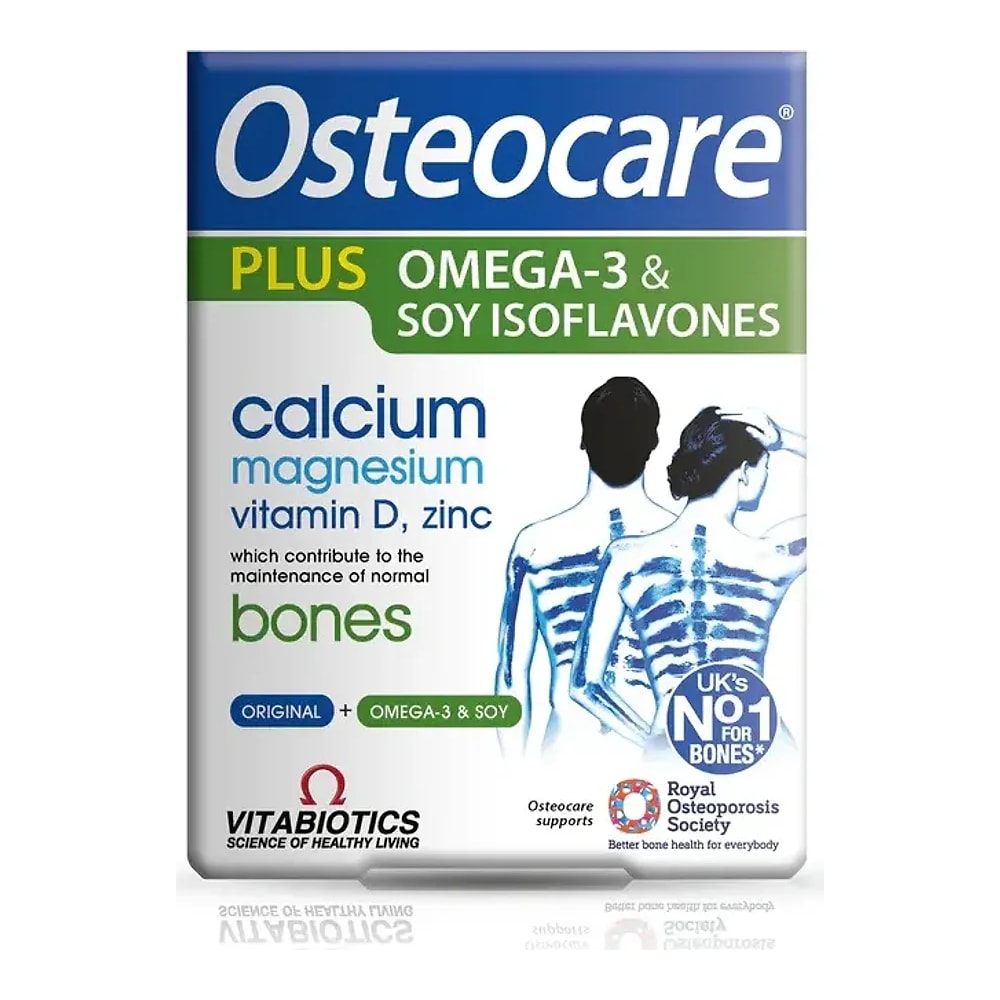 Osteocare®
PLUS OMEGA-3 &
SOY ISOFLAVONES
calcium
magnesium
vitamin D, zinc
which contribute to the
maintenance of normal
bones
ORIGINAL + OMEGA-3 & SOY
UK's
No1
FOR
BONES*
VITABIOTICS
SCIENCE OF HEALTHY LIVING
Osteocare
supports
Royal
Osteoporosis
Society
Better bone health for everybody